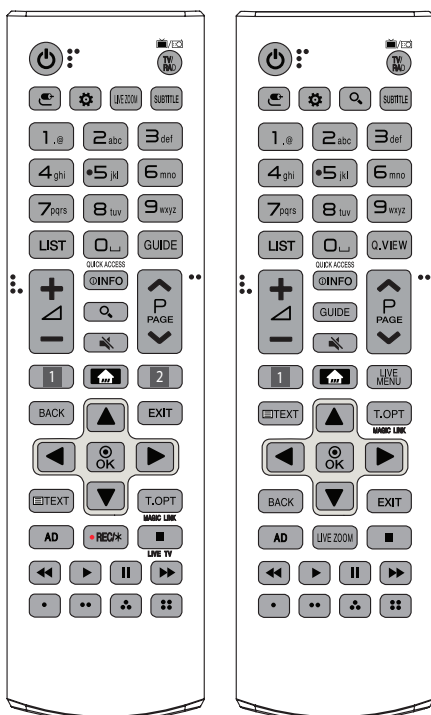 TV/
RAD
LIVE ZOOM SUBTITLE
1.@ 2abc 3def
4ghi 5jkl 6mno
7pqrs 8tuv 9wxyz
LIST 0 GUIDE
QUICK ACCESS
INFO
P
PAGE
1 2
BACK EXIT
OK
TEXT T.OPT
MAGIC LINK
AD REC/*
LIVE TV
TV/
RAD
SUBTITLE
1.@ 2abc 3def
4ghi 5jkl 6mno
7pqrs 8tuv 9wxyz
LIST 0 Q.VIEW
QUICK ACCESS
INFO
GUIDE
P
PAGE
1 LIVE
MENU
TEXT T.OPT
MAGIC LINK
OK
BACK EXIT
AD LIVE ZOOM